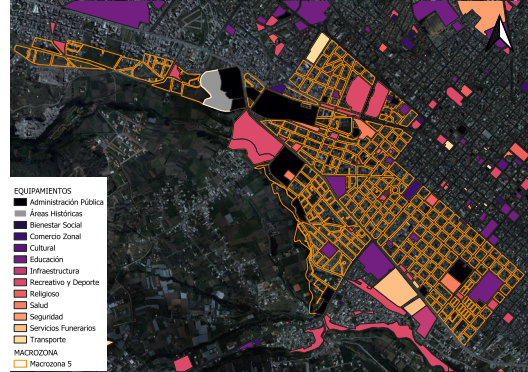 EQUIPAMIENTOS
Administración Pública
Áreas Históricas
Bienestar Social
Comercio Zonal
Cultural
Educación
Infraestructura
Recreativo y Deporte
Religioso
Salud
Seguridad
Servicios Funerarios
Transporte
MACROZONA
Macrozona 5